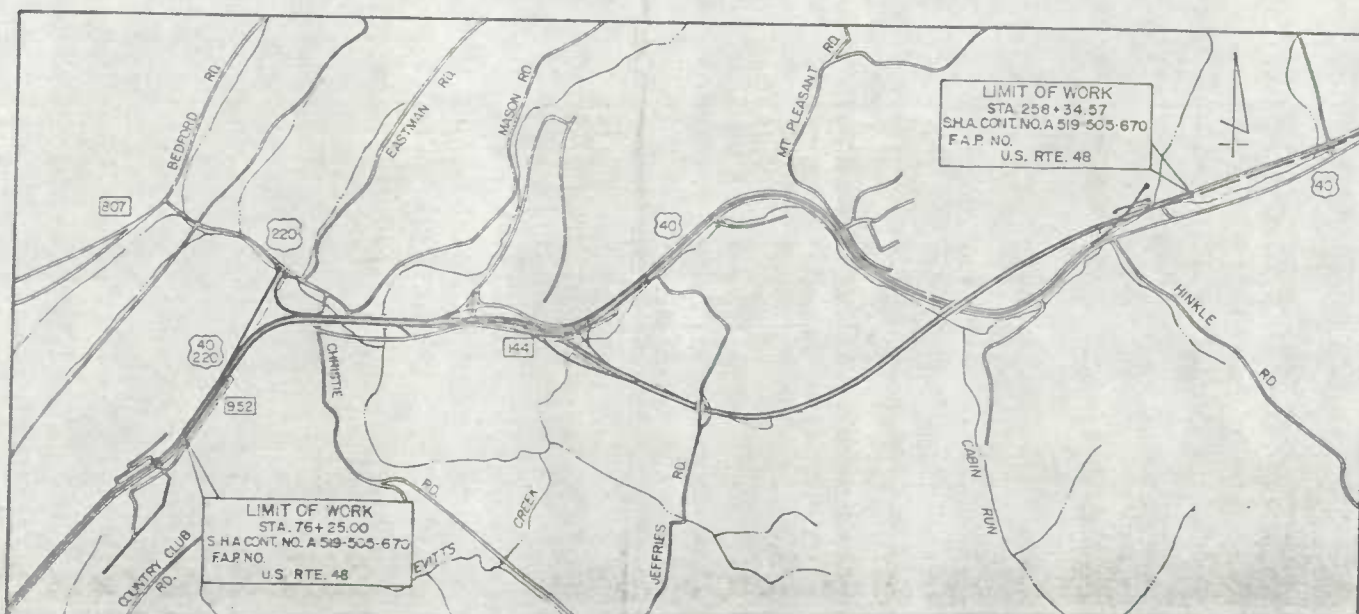 BEDFORD RD.
EASTMAN RD.
MASON RD
MT. PLEASANT RD.
LIMIT OF WORK
STA. 258+34.57
S.H.A. CONT. NO. A 519-505-670
F.A.P. NO.
U.S. RTE. 48
807
220
40
40
40
220
144
952
CHRISTIE RD.
HINKLE RD
CABIN RUN
CREEK
EVITTS
JEFFRIES RD.
COUNTRY CLUB RD.
LIMIT OF WORK
STA. 76+25.00
S.H.A CONT. NO. A 519-505-670
F.A.P. NO.
U.S. RTE. 48